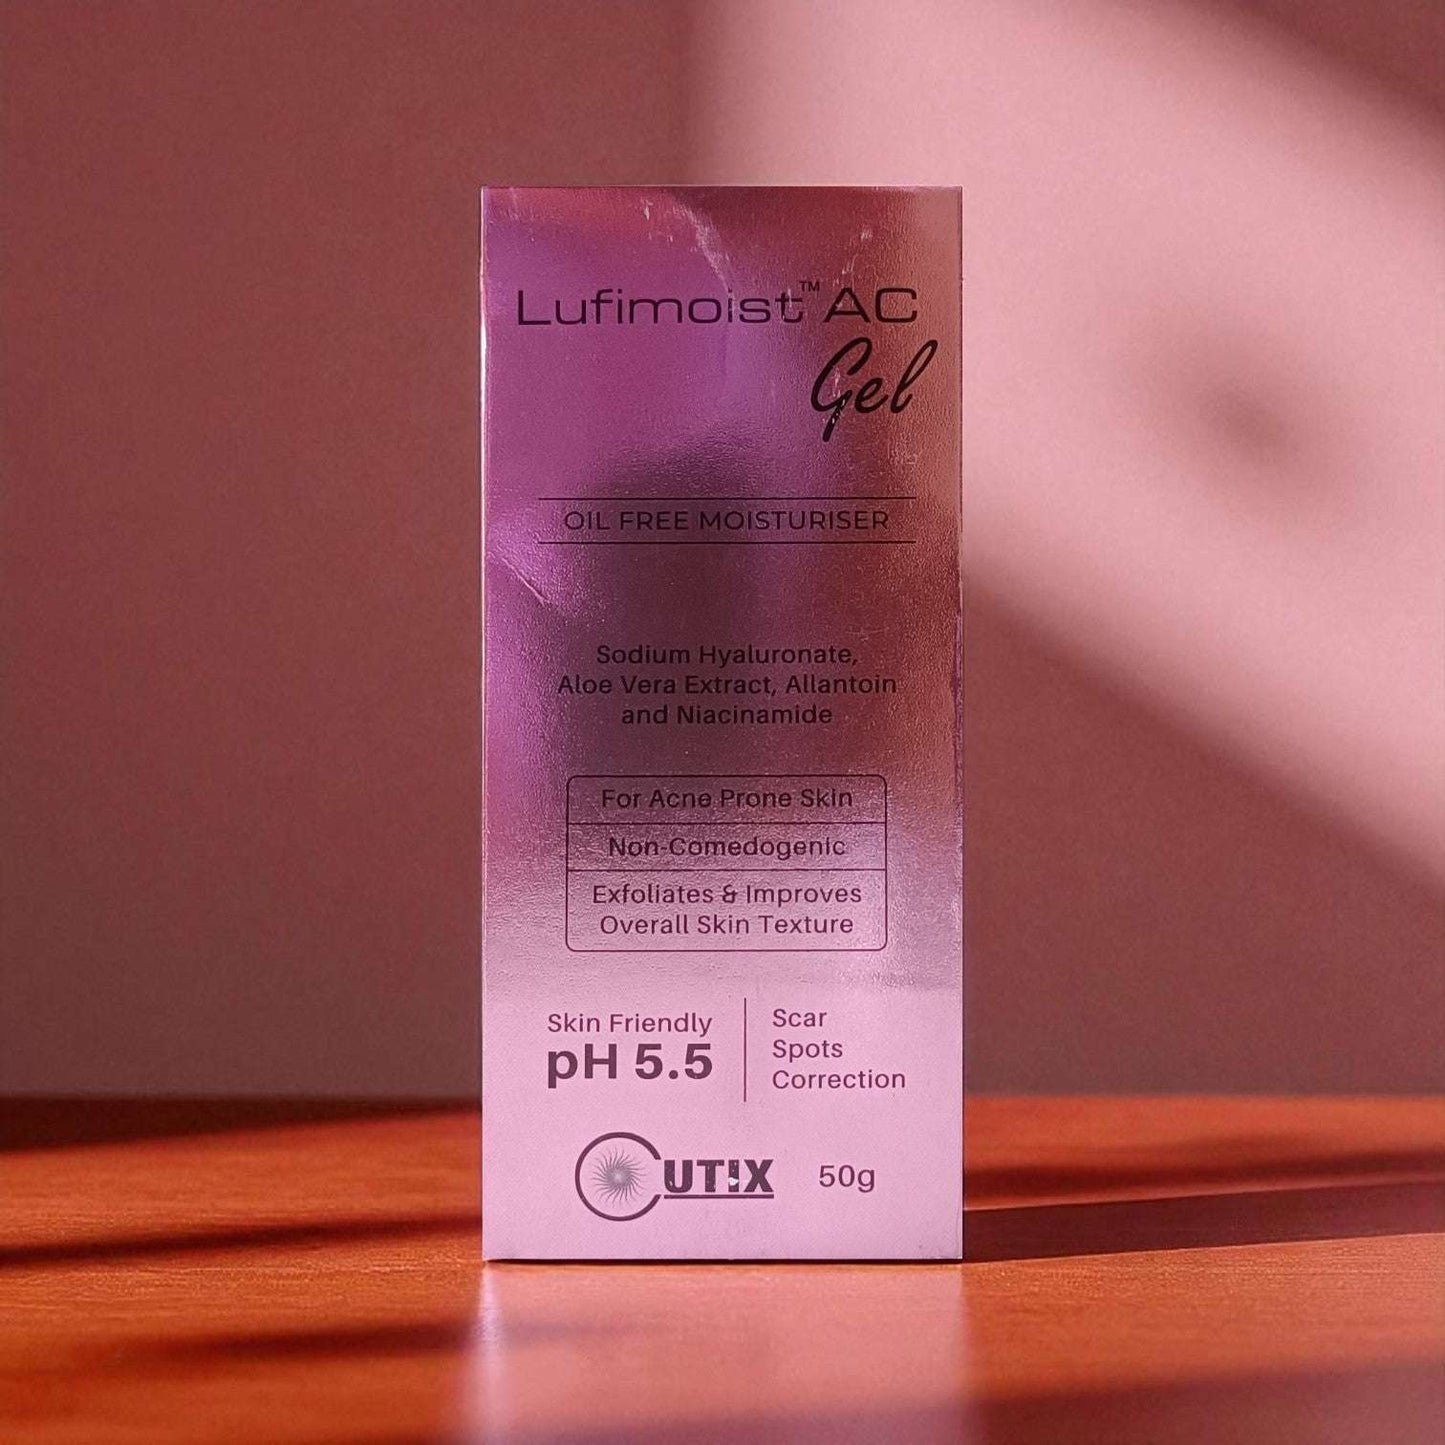 Lufimoist™ AC
Gel
OIL FREE MOISTURISER
Sodium Hyaluronate,
Aloe Vera Extract, Allantoin
and Niacinamide
For Acne Prone Skin
Non-Comedogenic
Exfoliates & Improves
Overall Skin Texture
Skin Friendly
pH 5.5
Scar
Spots
Correction
CUTIX
50g